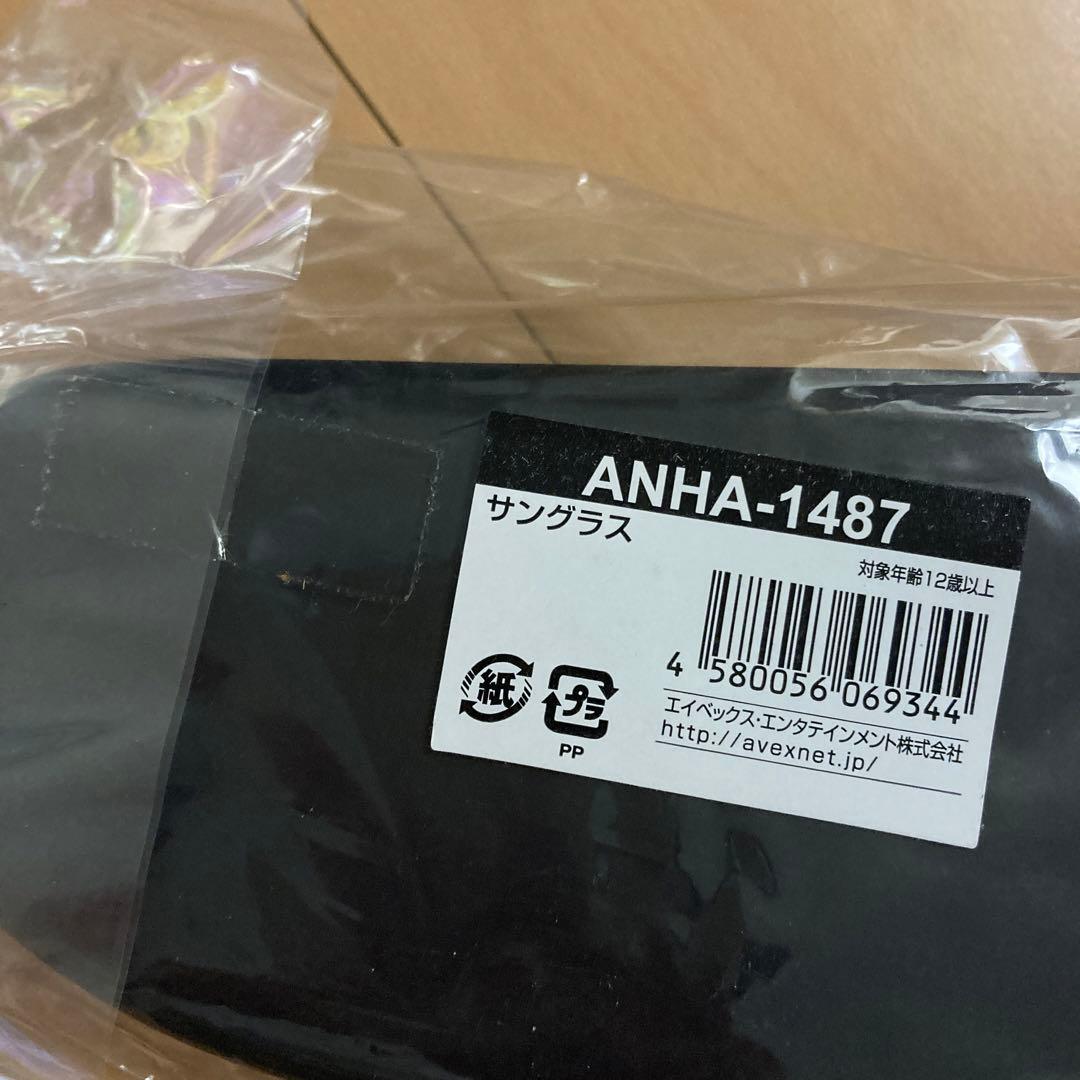 ANHA-1487
サングラス
対象年齢12歳以上
4 580056 069344
紙
プラ
PP
エイベックス・エンタテインメント株式会社
http://avexnet.jp/